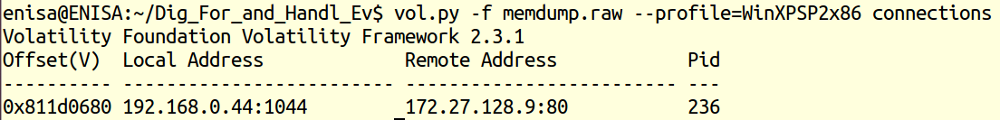 enisa@ENISA:~/Dig_For_and_Handl_Ev$ vol.py -f memdump.raw --profile=WinXPSP2x86 connections
Volatility Foundation Volatility Framework 2.3.1
Offset(V)  Local Address             Remote Address            Pid
---------- ------------------------- ------------------------- ---
0x811d0680 192.168.0.44:1044        _172.27.128.9:80          236